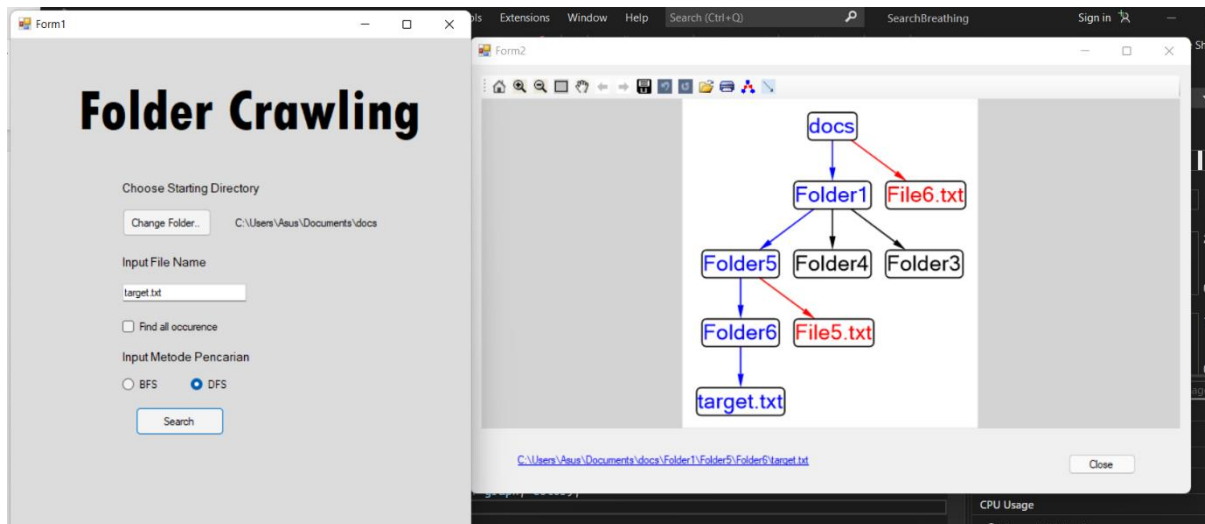 Form1
Folder Crawling
Choose Starting Directory
Change Folder.. C:\Users\Asus\Documents\docs
Input File Name
target.txt
Find all occurence
Input Metode Pencarian
BFS DFS
Search
Extensions Window Help Search (Ctrl+Q) SearchBreathing Sign in
Form2
docs
Folder1 File6.txt
Folder5 Folder4 Folder3
Folder6 File5.txt
target.txt
C:\Users\Asus\Documents\docs\Folder1\Folder5\Folder6\target.txt
Close
CPU Usage